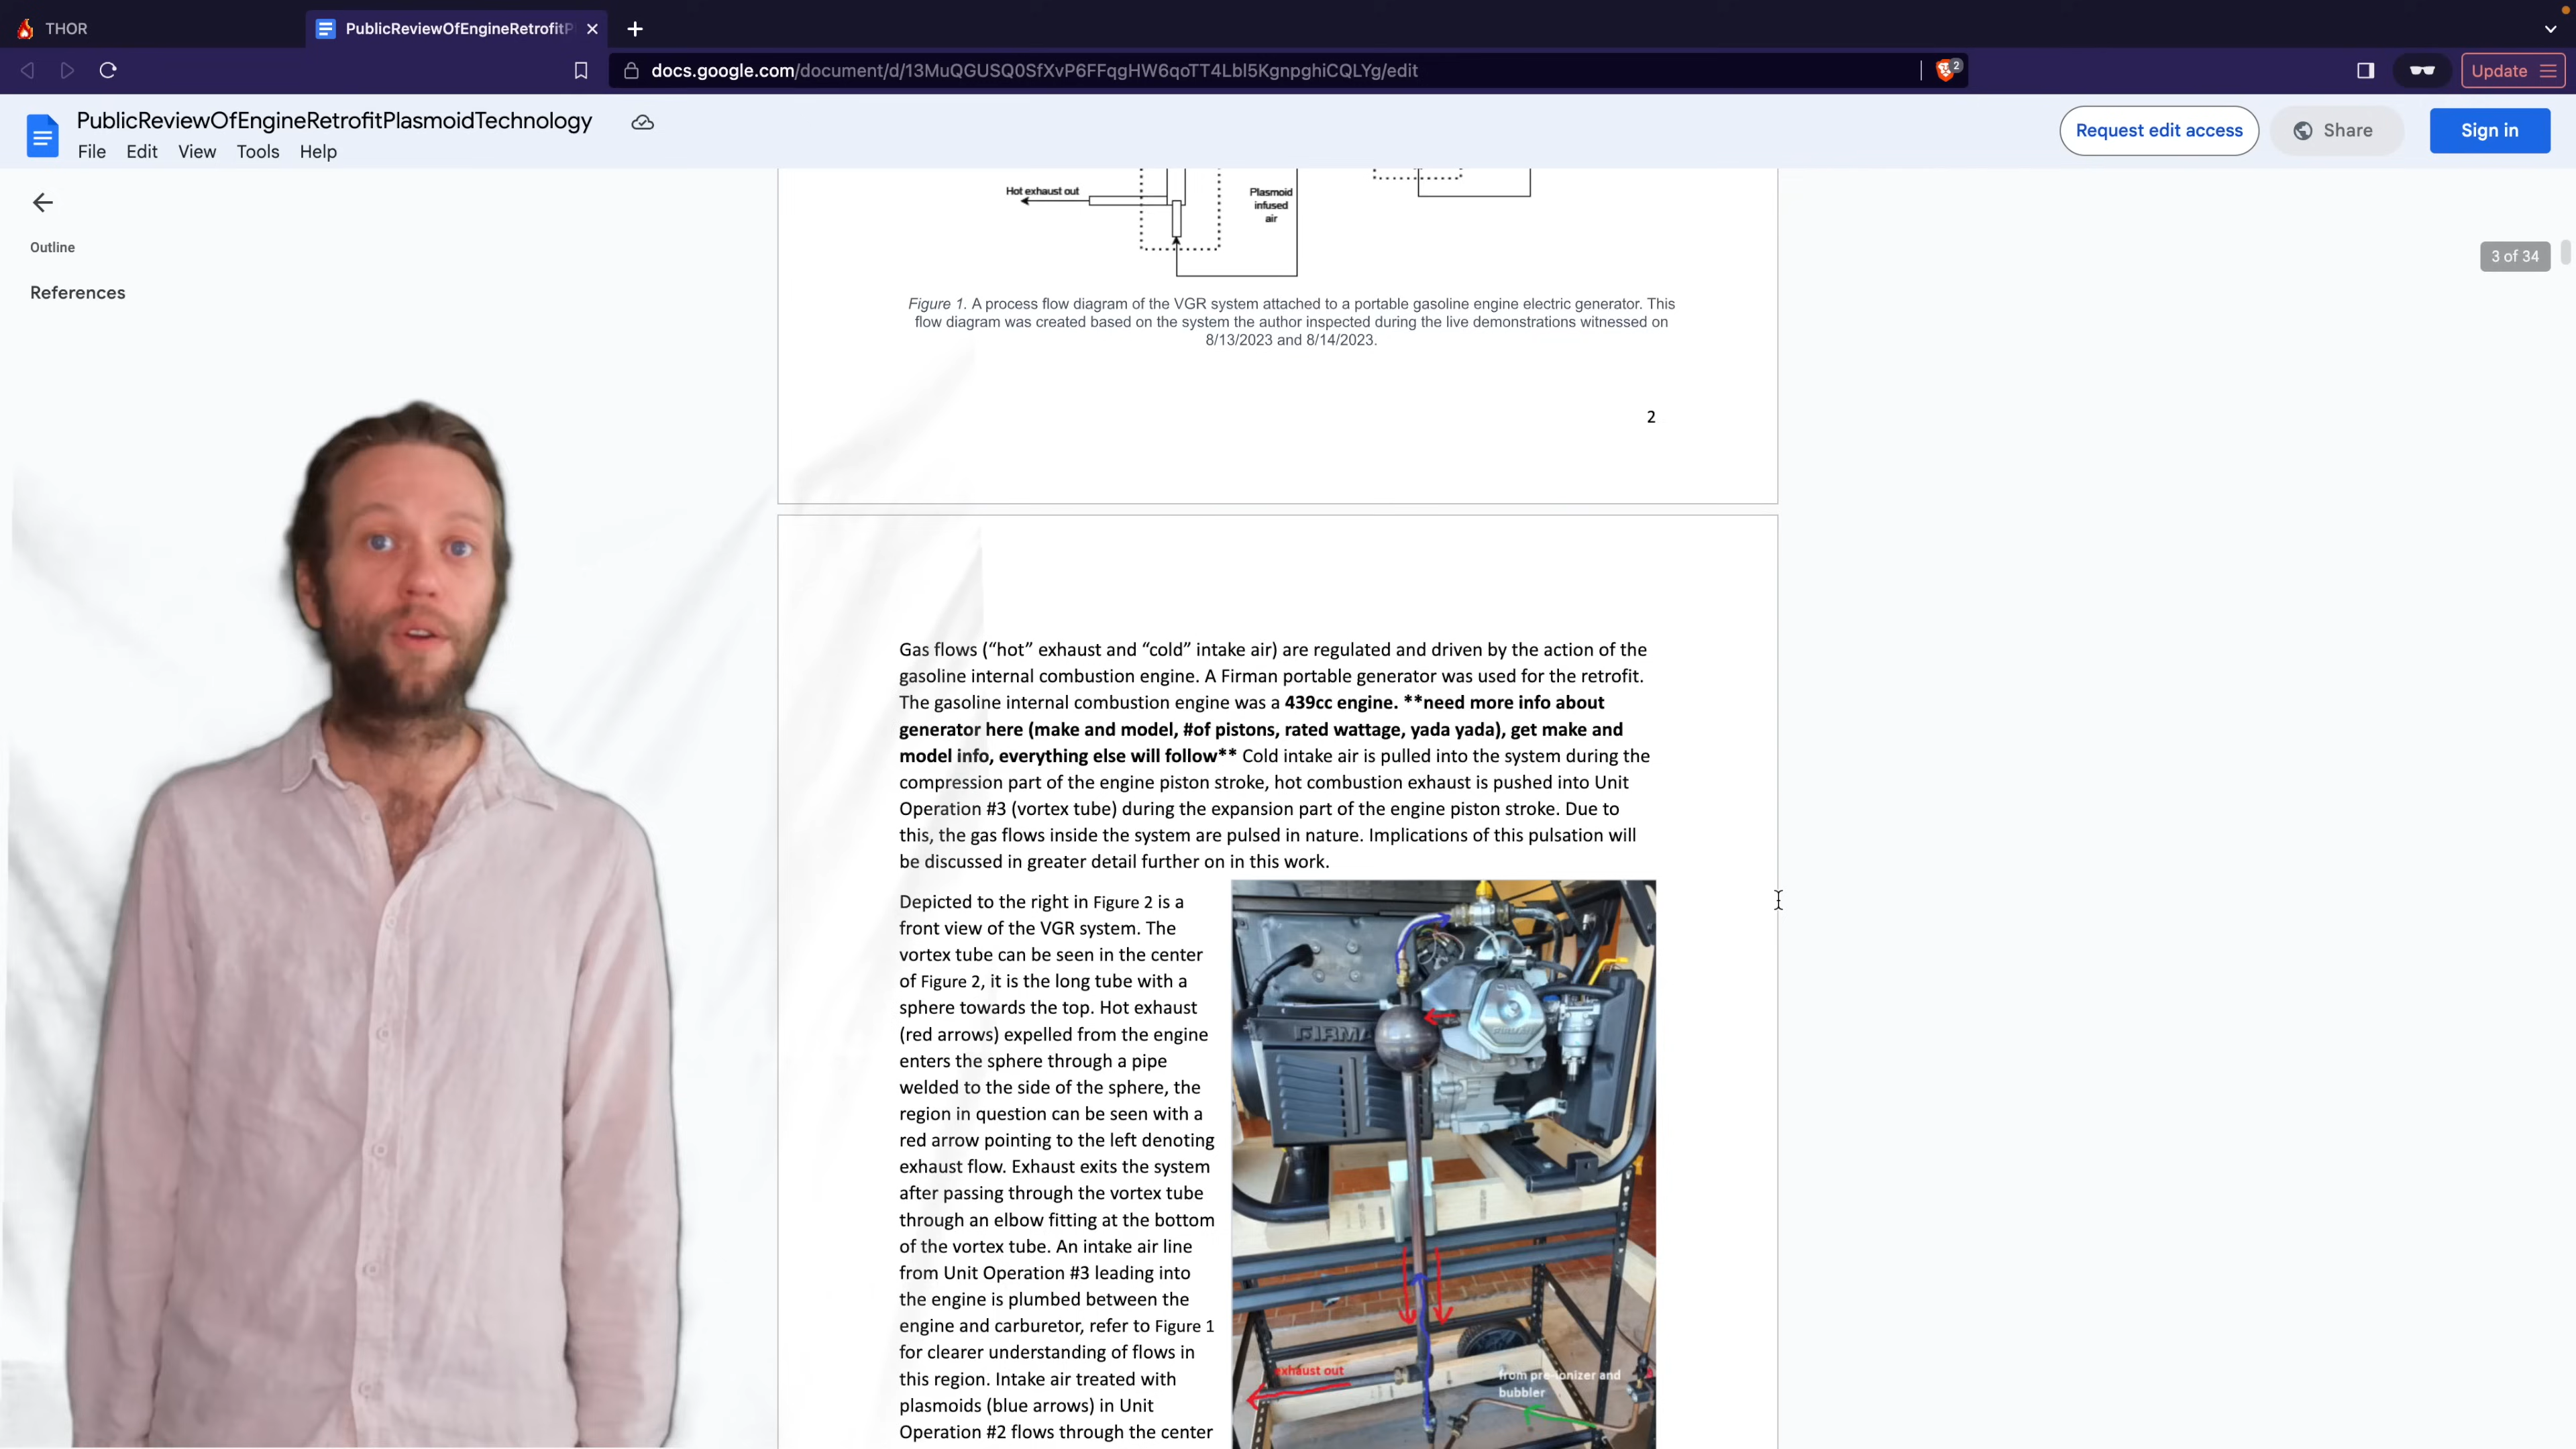 THOR
PublicReviewOfEngineRetrofitP
docs.google.com/document/d/13MuQGUSQ0SfXvP6FFqgHW6qoTT4Lbl5KgnpghiCQLYg/edit
2
Update
PublicReviewOfEngineRetrofitPlasmoidTechnology
File Edit View Tools Help
Request edit access
Share
Sign in
Outline
References
3 of 34
Hot exhaust out
Plasmoid
infused
air
Figure 1. A process flow diagram of the VGR system attached to a portable gasoline engine electric generator. This
flow diagram was created based on the system the author inspected during the live demonstrations witnessed on
8/13/2023 and 8/14/2023.
2
Gas flows (“hot” exhaust and “cold” intake air) are regulated and driven by the action of the
gasoline internal combustion engine. A Firman portable generator was used for the retrofit.
The gasoline internal combustion engine was a 439cc engine. **need more info about
generator here (make and model, #of pistons, rated wattage, yada yada), get make and
model info, everything else will follow** Cold intake air is pulled into the system during the
compression part of the engine piston stroke, hot combustion exhaust is pushed into Unit
Operation #3 (vortex tube) during the expansion part of the engine piston stroke. Due to
this, the gas flows inside the system are pulsed in nature. Implications of this pulsation will
be discussed in greater detail further on in this work.
Depicted to the right in Figure 2 is a
front view of the VGR system. The
vortex tube can be seen in the center
of Figure 2, it is the long tube with a
sphere towards the top. Hot exhaust
(red arrows) expelled from the engine
enters the sphere through a pipe
welded to the side of the sphere, the
region in question can be seen with a
red arrow pointing to the left denoting
exhaust flow. Exhaust exits the system
after passing through the vortex tube
through an elbow fitting at the bottom
of the vortex tube. An intake air line
from Unit Operation #3 leading into
the engine is plumbed between the
engine and carburetor, refer to Figure 1
for clearer understanding of flows in
this region. Intake air treated with
plasmoids (blue arrows) in Unit
Operation #2 flows through the center
FIRMA
exhaust out
from pre-ionizer and
bubbler